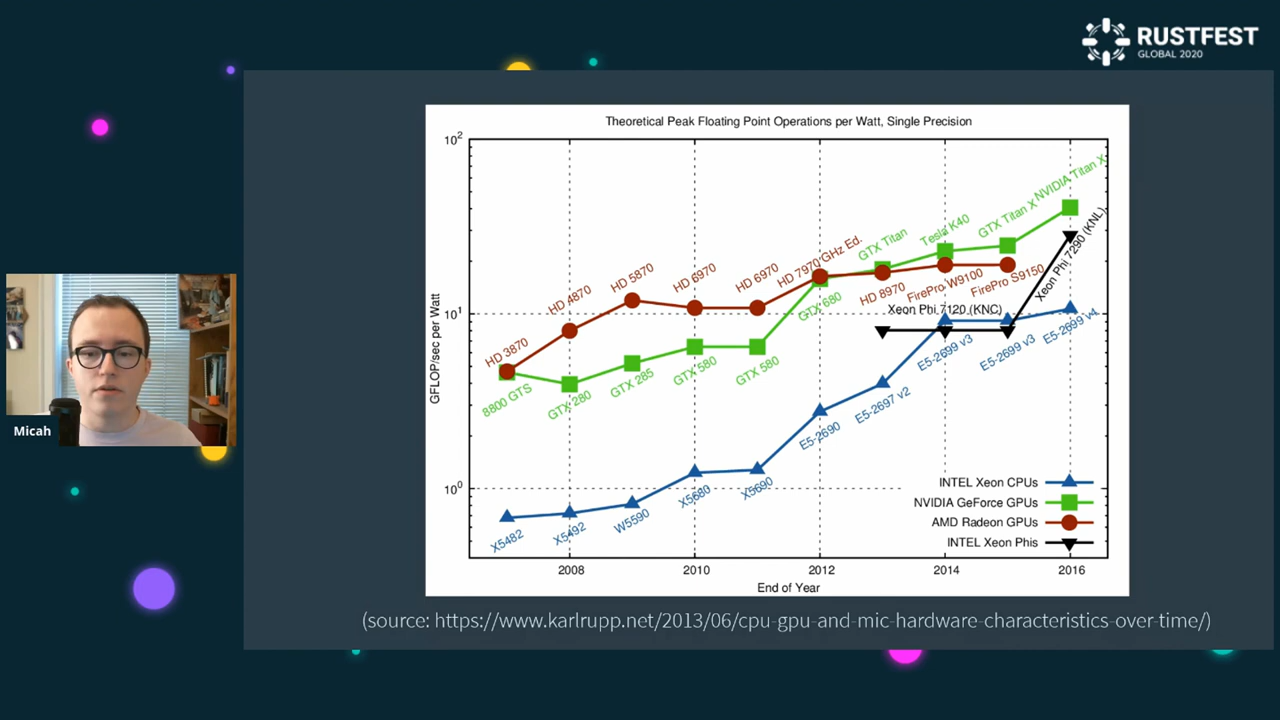 RUSTFEST
GLOBAL 2020
Theoretical Peak Floating Point Operations per Watt, Single Precision
10²
10¹
10⁰
GFLOP/sec per Watt
HD 3870
HD 4870
HD 5870
HD 6970
HD 6970
HD 7970 GHz Ed.
HD 8970
FirePro W9100
FirePro S9150
8800 GTS
GTX 280
GTX 285
GTX 580
GTX 580
GTX 680
GTX Titan
Tesla K40
GTX Titan X
NVIDIA Titan X
Xeon Phi 7120 (KNC)
Xeon Phi 7290 (KNL)
X5482
X5492
W5590
X5680
X5690
E5-2690
E5-2697 v2
E5-2699 v3
E5-2699 v3
E5-2699 v4
INTEL Xeon CPUs
NVIDIA GeForce GPUs
AMD Radeon GPUs
INTEL Xeon Phis
2008
2010
2012
2014
2016
End of Year
Micah
(source: https://www.karlrupp.net/2013/06/cpu-gpu-and-mic-hardware-characteristics-over-time/)